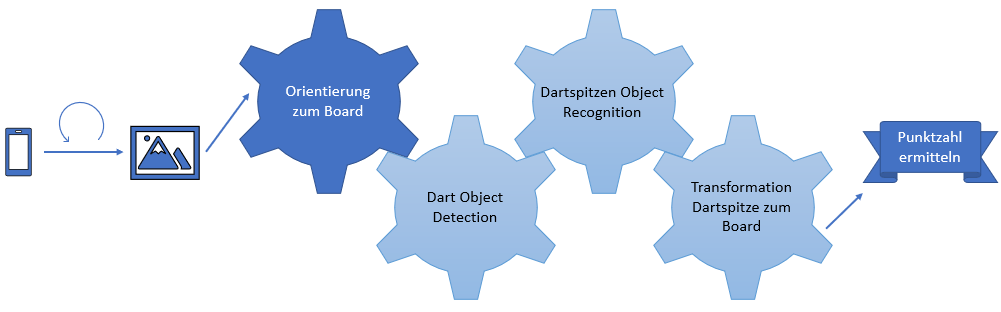 Orientierung
zum Board
Dart Object
Detection
Dartspitzen Object
Recognition
Transformation
Dartspitze zum
Board
Punktzahl
ermitteln